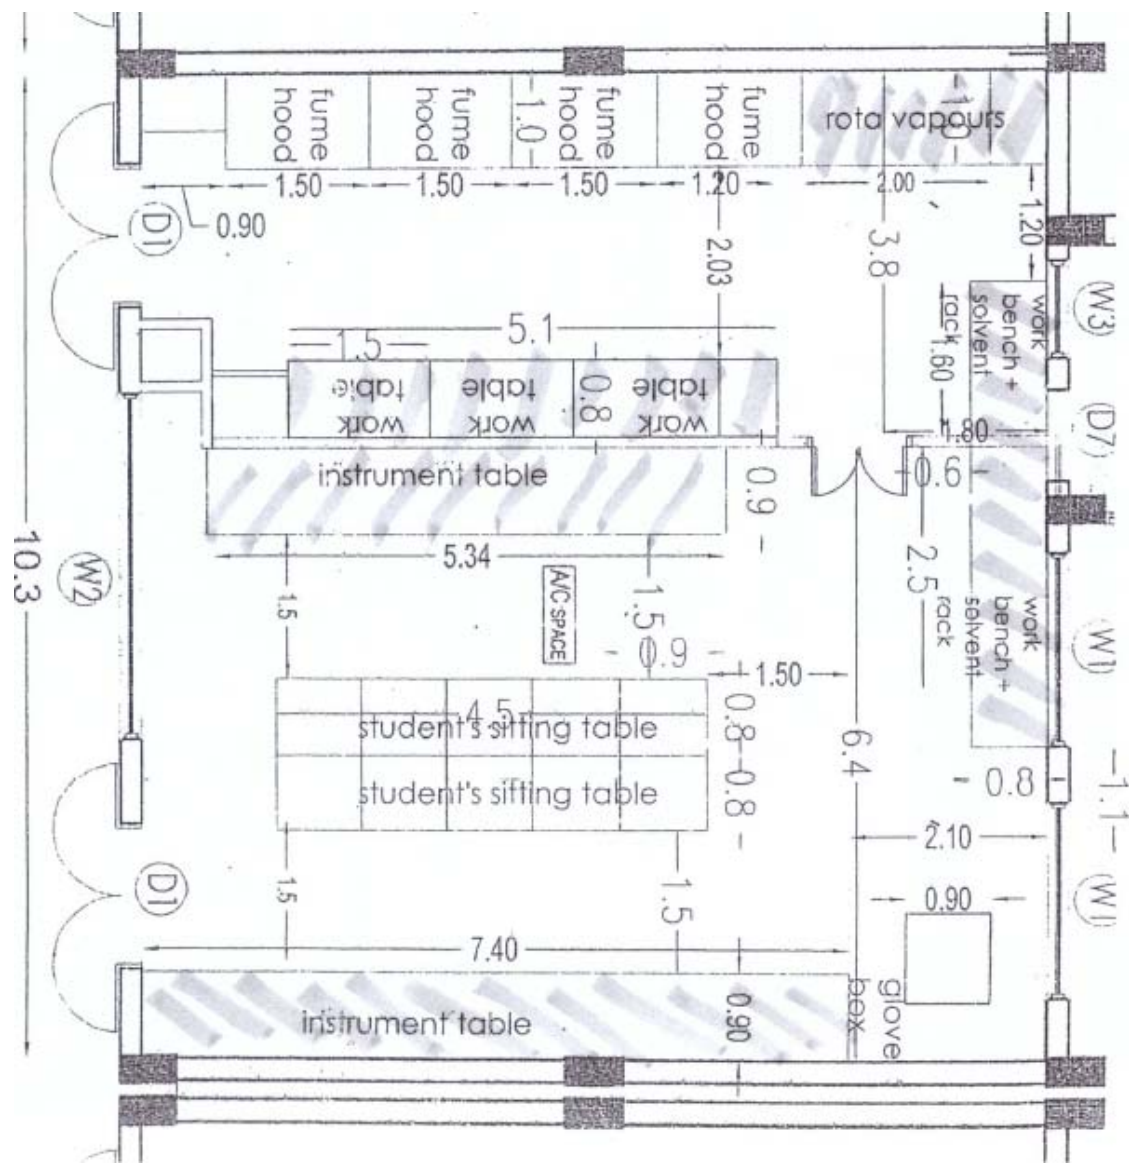 fume
hood
fume
hood
-1.0-
fume
hood
fume
hood
rota vapours
-1.0-
1.50
1.50
1.50
1.20
2.00
0.90
D1
2.03
3.8
1.20
work
bench +
solvent
rack
1.60
W3
5.1
1.5
work
table
work
table
0.8
work
table
1.80
D7
instrument table
0.9
0.6
5.34
2.5
10.3
W2
1.5
A/C SPACE
1.5
0.9
1.50
work
bench +
solvent
rack
W1
4.5
student's sitting table
student's sitting table
0.8
0.8
6.4
0.8
1.1
2.10
1.5
1.5
D1
0.90
W1
7.40
instrument table
0.90
glove
box